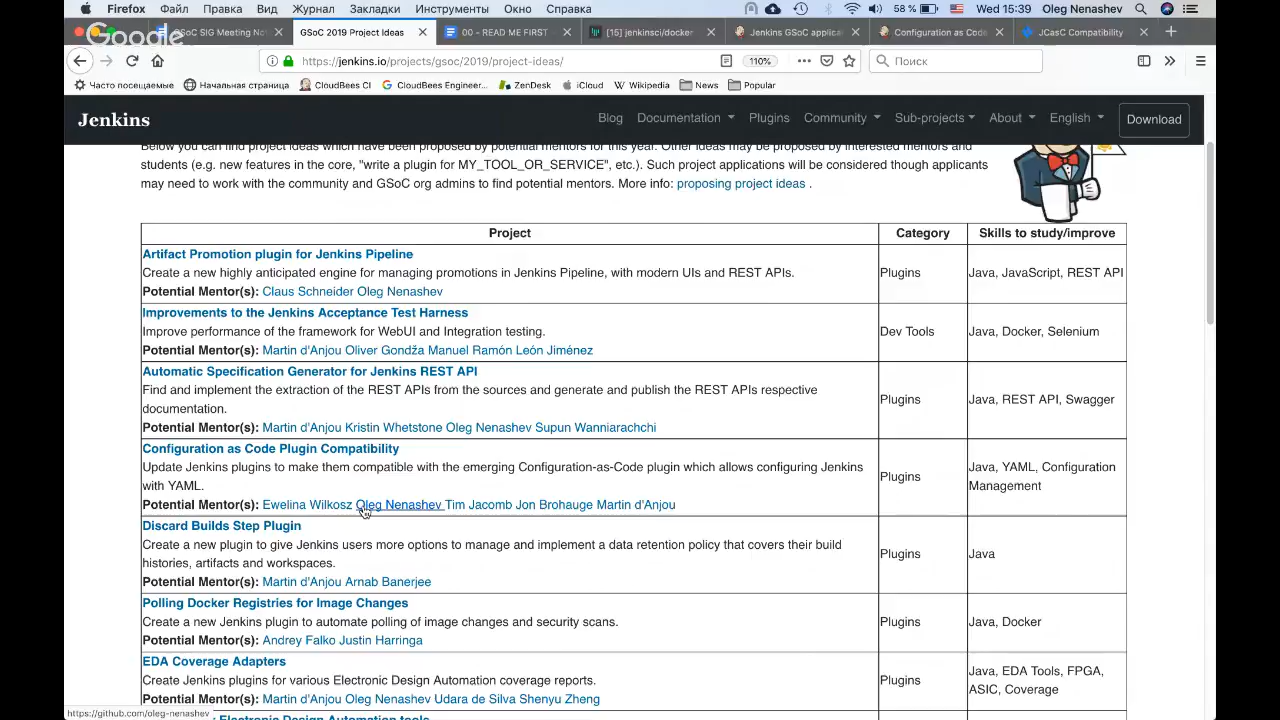 Firefox Файл Правка Вид Журнал Закладки Инструменты Окно Справка 58 % Wed 15:39 Oleg Nenashev
Google
GSoC SIG Meeting Not GSoC 2019 Project Ideas 00 - READ ME FIRST [15] jenkinsci/docker Jenkins GSoC applica Configuration as Code JCasC Compatibility
https://jenkins.io/projects/gsoc/2019/project-ideas/ 110% Поиск
Часто посещаемые Начальная страница CloudBees CI CloudBees Engineer... ZenDesk iCloud Wikipedia News Popular
Jenkins Blog Documentation Plugins Community Sub-projects About English Download
Below you can find project ideas which have been proposed by potential mentors for this year. Other ideas may be proposed by interested mentors and
students (e.g. new features in the core, "write a plugin for MY_TOOL_OR_SERVICE", etc.). Such project applications will be considered though applicants
may need to work with the community and GSoC org admins to find potential mentors. More info: proposing project ideas .
Project Category Skills to study/improve
Artifact Promotion plugin for Jenkins Pipeline
Create a new highly anticipated engine for managing promotions in Jenkins Pipeline, with modern UIs and REST APIs.
Potential Mentor(s): Claus Schneider Oleg Nenashev
Plugins
Java, JavaScript, REST API
Improvements to the Jenkins Acceptance Test Harness
Improve performance of the framework for WebUI and Integration testing.
Potential Mentor(s): Martin d'Anjou Oliver Gondža Manuel Ramón León Jiménez
Dev Tools
Java, Docker, Selenium
Automatic Specification Generator for Jenkins REST API
Find and implement the extraction of the REST APIs from the sources and generate and publish the REST APIs respective
documentation.
Potential Mentor(s): Martin d'Anjou Kristin Whetstone Oleg Nenashev Supun Wanniarachchi
Plugins
Java, REST API, Swagger
Configuration as Code Plugin Compatibility
Update Jenkins plugins to make them compatible with the emerging Configuration-as-Code plugin which allows configuring Jenkins
with YAML.
Potential Mentor(s): Ewelina Wilkosz Oleg Nenashev Tim Jacomb Jon Brohauge Martin d'Anjou
Plugins
Java, YAML, Configuration
Management
Discard Builds Step Plugin
Create a new plugin to give Jenkins users more options to manage and implement a data retention policy that covers their build
histories, artifacts and workspaces.
Potential Mentor(s): Martin d'Anjou Arnab Banerjee
Plugins
Java
Polling Docker Registries for Image Changes
Create a new Jenkins plugin to automate polling of image changes and security scans.
Potential Mentor(s): Andrey Falko Justin Harringa
Plugins
Java, Docker
EDA Coverage Adapters
Create Jenkins plugins for various Electronic Design Automation coverage reports.
Potential Mentor(s): Martin d'Anjou Oleg Nenashev Udara de Silva Shenyu Zheng
Plugins
Java, EDA Tools, FPGA,
ASIC, Coverage
Electronic Design Automation tools
https://github.com/oleg-nenashev